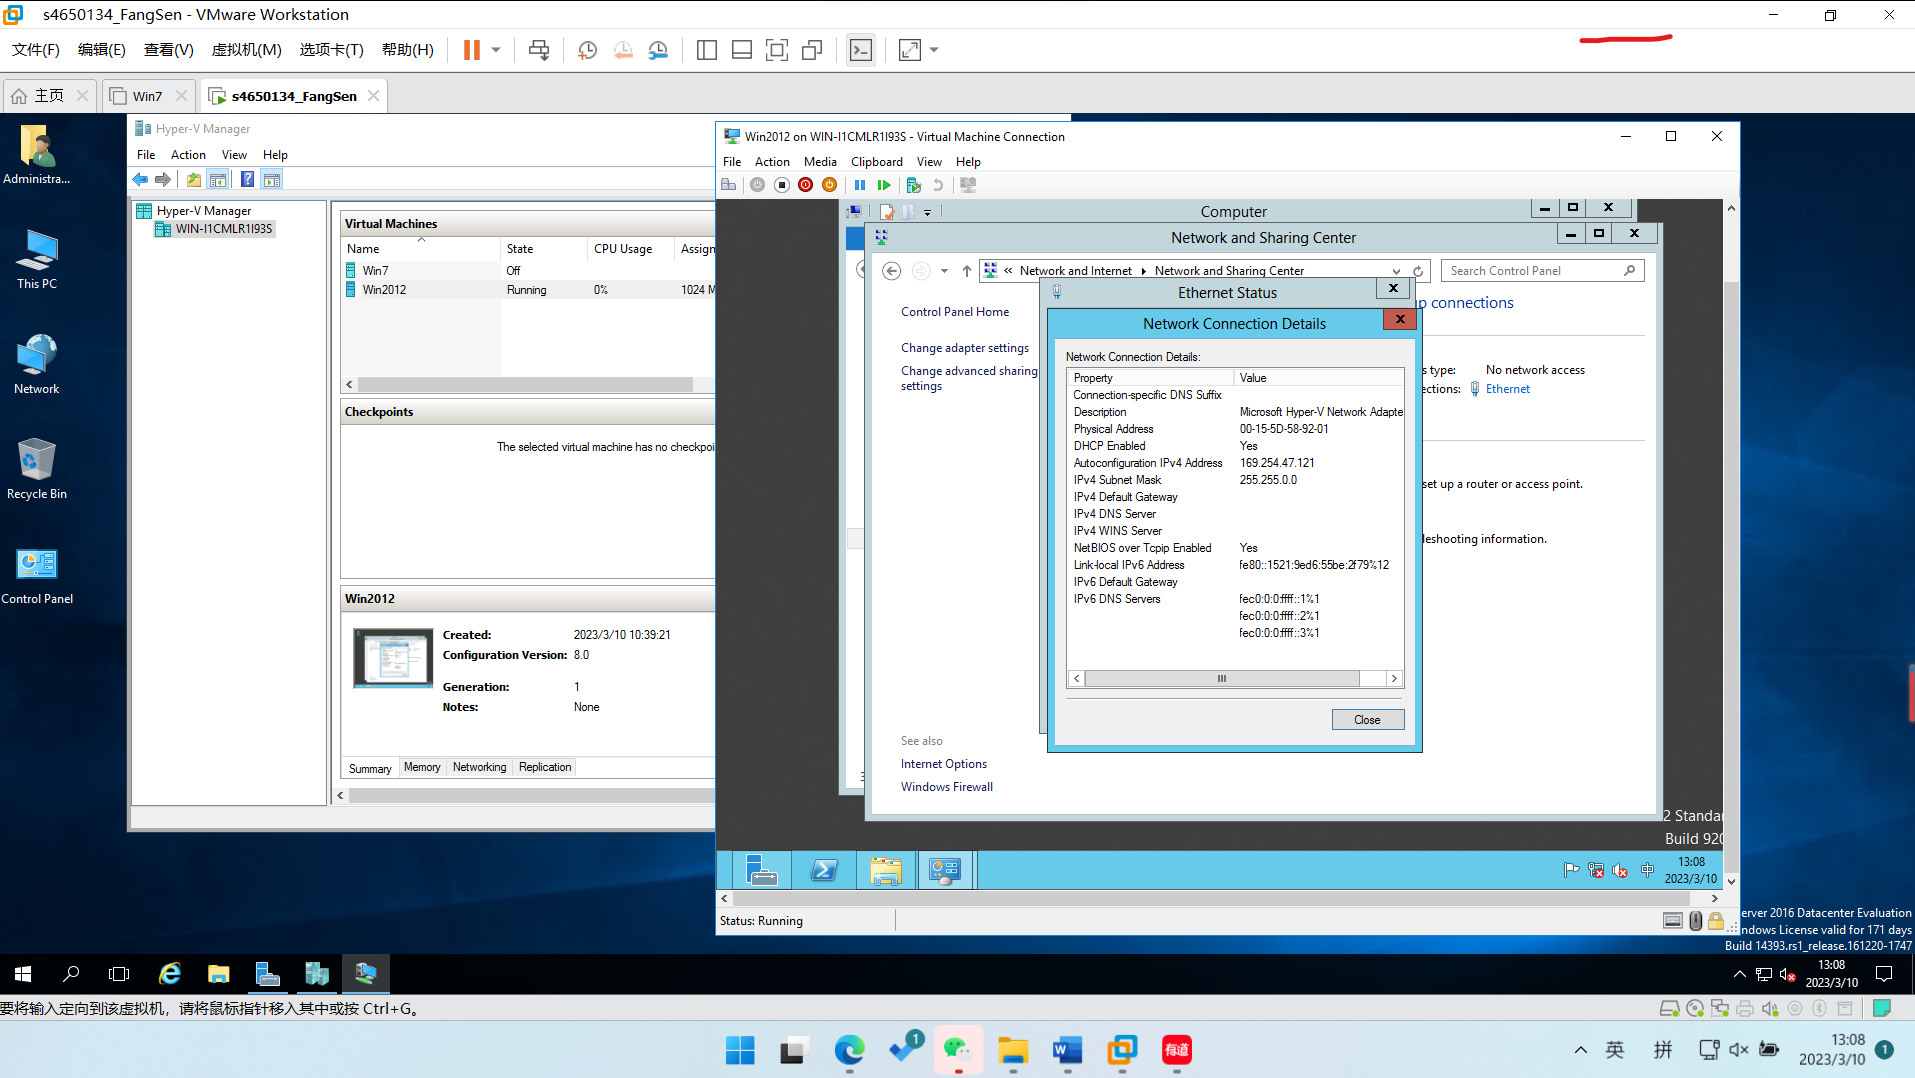 s4650134_FangSen - VMware Workstation
文件(F) 编辑(E) 查看(V) 虚拟机(M) 选项卡(T) 帮助(H)
主页 Win7 s4650134_FangSen
Administra...
This PC
Network
Recycle Bin
Control Panel
Hyper-V Manager
File Action View Help
Hyper-V Manager
WIN-I1CMLR1I93S
Virtual Machines
Name State CPU Usage Assign
Win7 Off
Win2012 Running 0% 1024 M
Checkpoints
The selected virtual machine has no checkpoi
Win2012
Created: 2023/3/10 10:39:21
Configuration Version: 8.0
Generation: 1
Notes: None
Summary Memory Networking Replication
Win2012 on WIN-I1CMLR1I93S - Virtual Machine Connection
File Action Media Clipboard View Help
Computer
Network and Sharing Center
« Network and Internet Network and Sharing Center
Search Control Panel
Control Panel Home
Change adapter settings
Change advanced sharing
settings
p connections
s type: No network access
ections: Ethernet
set up a router or access point.
leshooting information.
See also
Internet Options
Windows Firewall
Ethernet Status
Network Connection Details
Network Connection Details:
Property Value
Connection-specific DNS Suffix
Description Microsoft Hyper-V Network Adapte
Physical Address 00-15-5D-58-92-01
DHCP Enabled Yes
Autoconfiguration IPv4 Address 169.254.47.121
IPv4 Subnet Mask 255.255.0.0
IPv4 Default Gateway
IPv4 DNS Server
IPv4 WINS Server
NetBIOS over Tcpip Enabled Yes
Link-local IPv6 Address fe80::1521:9ed6:55be:2f79%12
IPv6 Default Gateway
IPv6 DNS Servers fec0:0:0:ffff::1%1
fec0:0:0:ffff::2%1
fec0:0:0:ffff::3%1
Close
2 Standar
Build 920
中 13:08
2023/3/10
Status: Running
erver 2016 Datacenter Evaluation
ndows License valid for 171 days
Build 14393.rs1_release.161220-1747
13:08
2023/3/10
要将输入定向到该虚拟机，请将鼠标指针移入其中或按 Ctrl+G。
1
有道
英 拼 13:08
2023/3/10 1